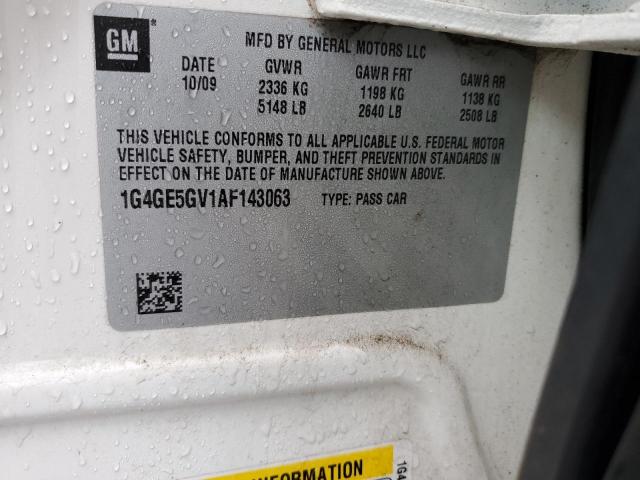 GM
MFD BY GENERAL MOTORS LLC
DATE GVWR GAWR FRT GAWR RR
10/09 2336 KG 1198 KG 1138 KG
5148 LB 2640 LB 2508 LB
THIS VEHICLE CONFORMS TO ALL APPLICABLE U.S. FEDERAL MOTOR
VEHICLE SAFETY, BUMPER, AND THEFT PREVENTION STANDARDS IN
EFFECT ON THE DATE OF MANUFACTURE SHOWN ABOVE.
1G4GE5GV1AF143063 TYPE: PASS CAR
INFORMATION
1G4